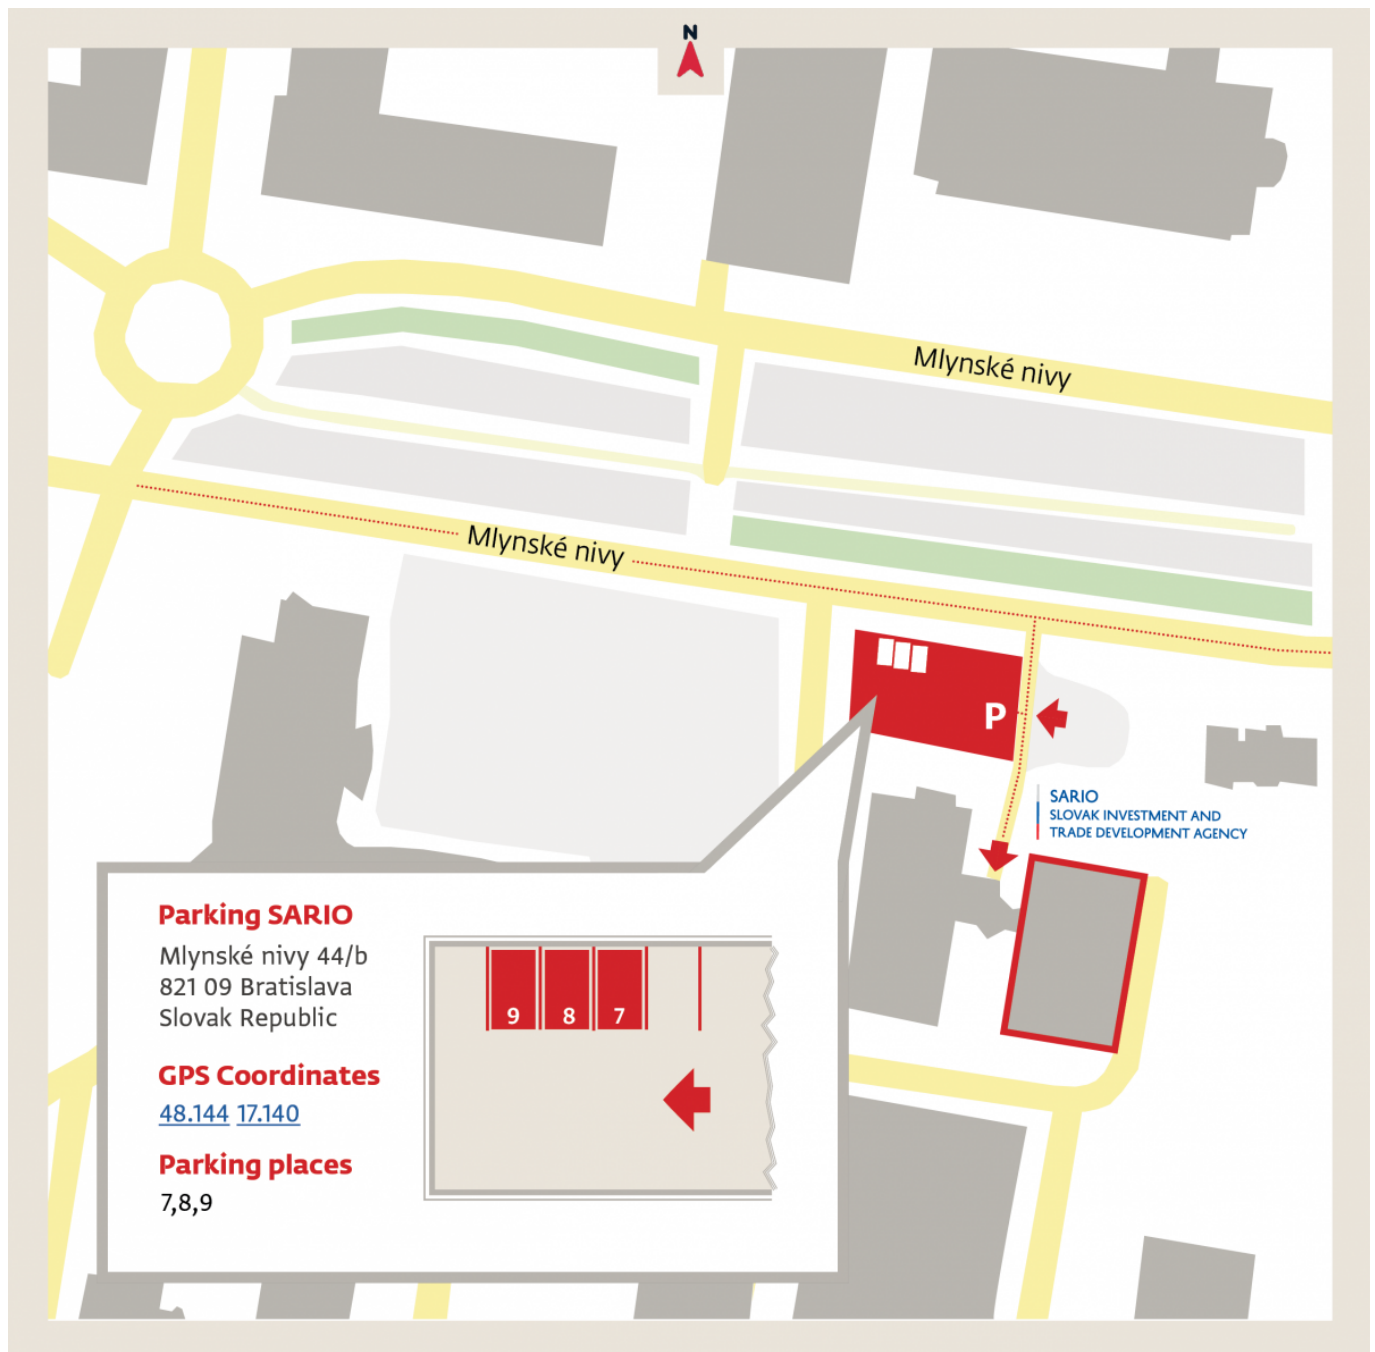 N
Mlynské nivy
Mlynské nivy
P
SARIO
SLOVAK INVESTMENT AND
TRADE DEVELOPMENT AGENCY
Parking SARIO
Mlynské nivy 44/b
821 09 Bratislava
Slovak Republic
GPS Coordinates
48.144 17.140
Parking places
7,8,9
9 8 7